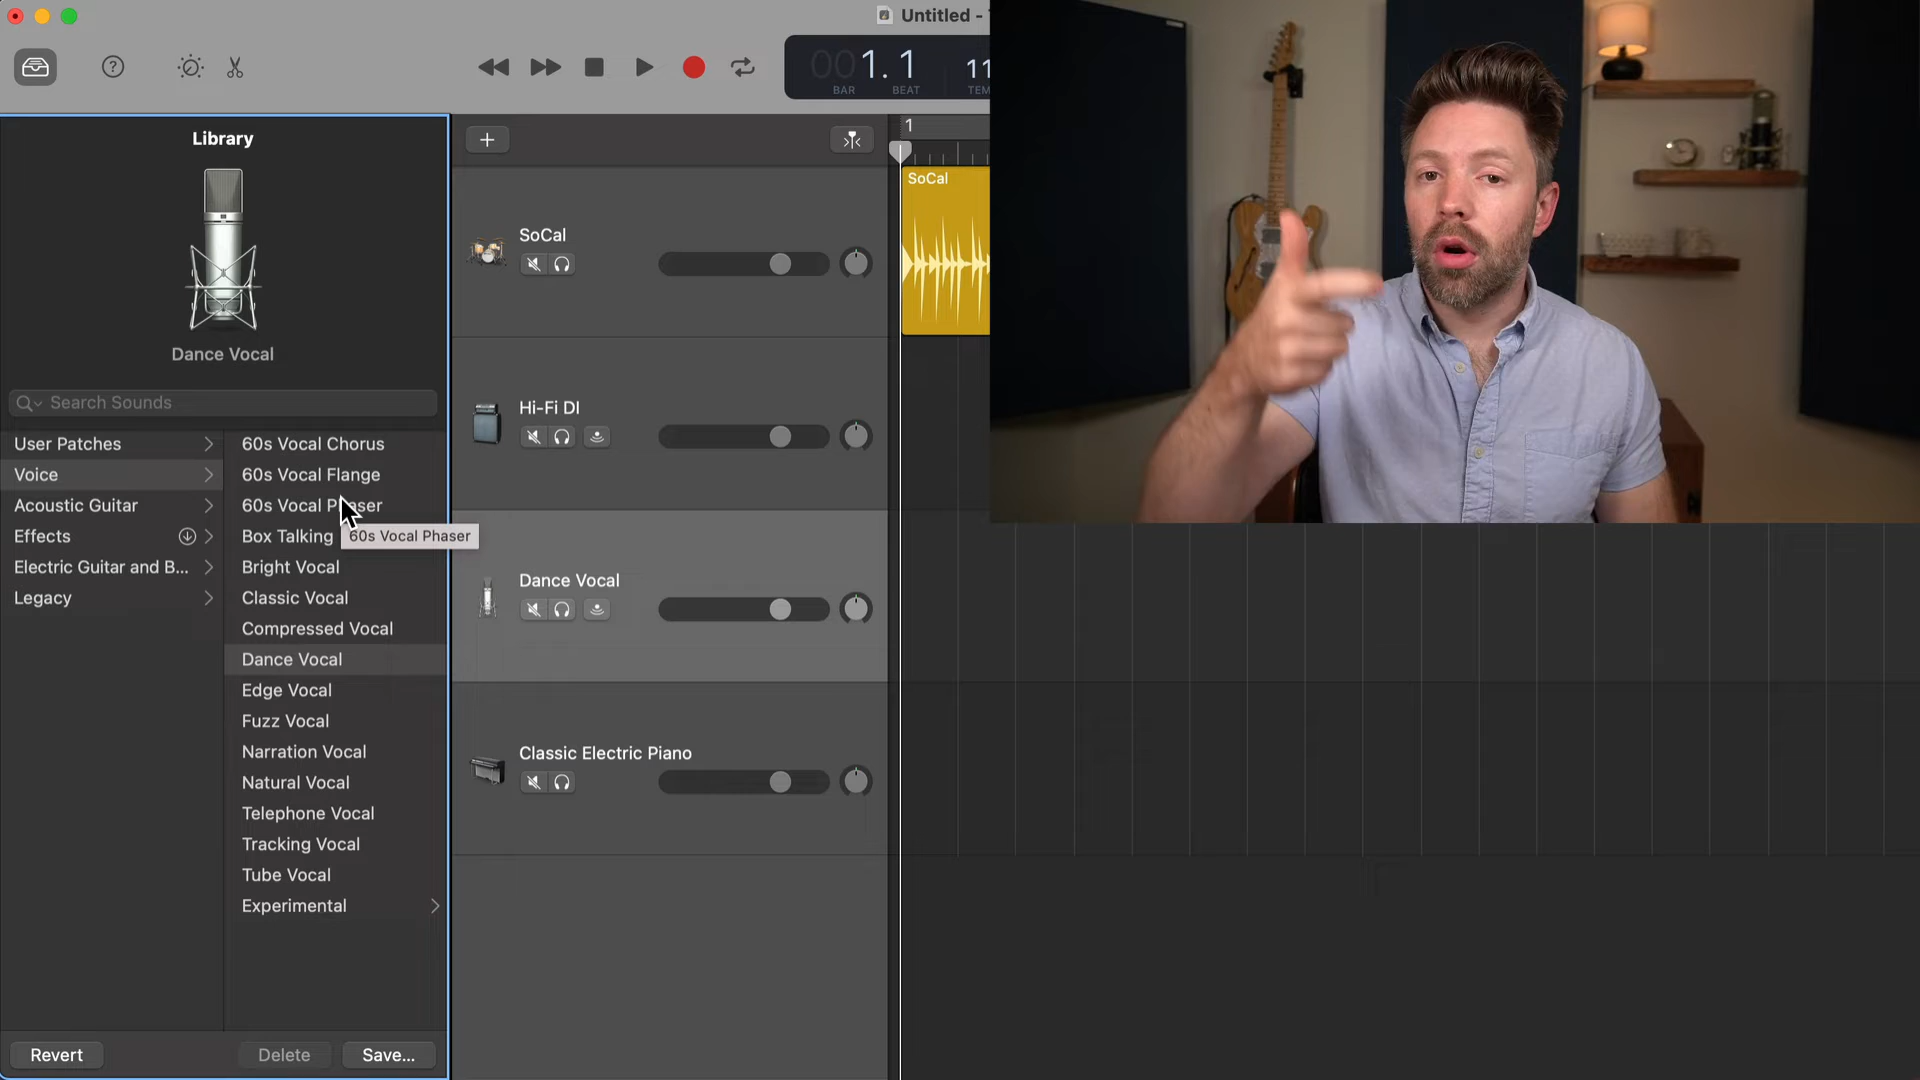 Untitled -
001. 1
BAR
BEAT
11
TEM
Library
1
SoCal
SoCal
Dance Vocal
Search Sounds
Hi-Fi DI
User Patches
60s Vocal Chorus
Voice
60s Vocal Flange
Acoustic Guitar
60s Vocal Phaser
Effects
Box Talking
60s Vocal Phaser
Electric Guitar and B...
Bright Vocal
Dance Vocal
Legacy
Classic Vocal
Compressed Vocal
Dance Vocal
Edge Vocal
Fuzz Vocal
Narration Vocal
Classic Electric Piano
Natural Vocal
Telephone Vocal
Tracking Vocal
Tube Vocal
Experimental
Revert
Delete
Save...